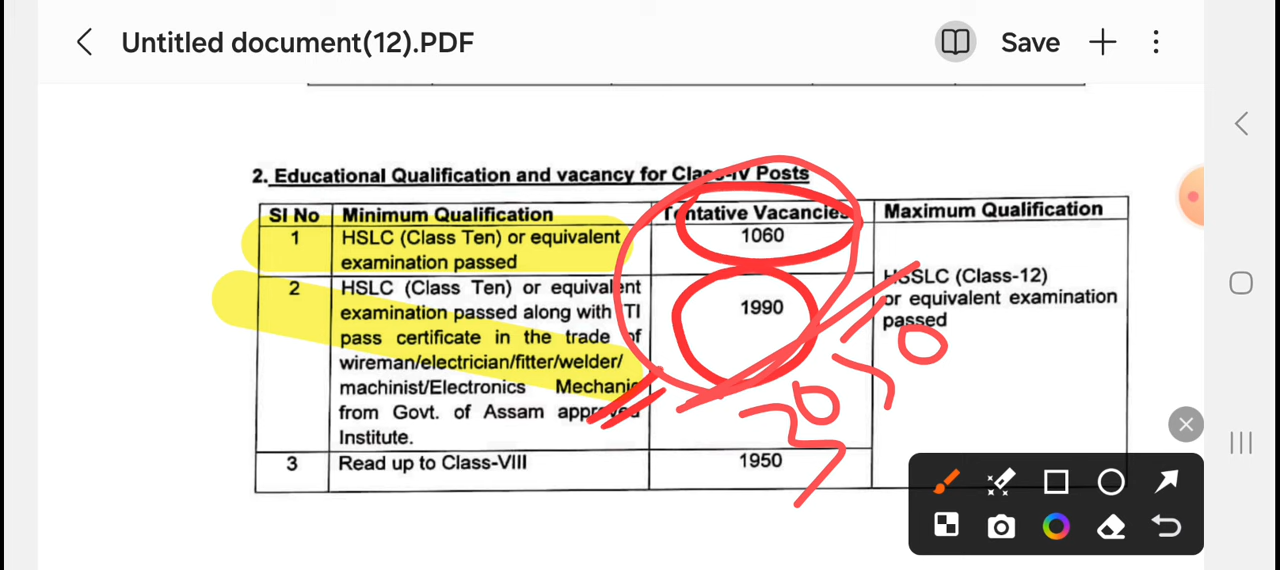 Untitled document(12).PDF
Save
2. Educational Qualification and vacancy for Class-IV Posts
Sl No Minimum Qualification Tentative Vacancies Maximum Qualification
1 HSLC (Class Ten) or equivalent 1060
examination passed
HSSLC (Class-12)
or equivalent examination
passed
2 HSLC (Class Ten) or equivalent 1990
examination passed along with ITI
pass certificate in the trade of
wireman/electrician/fitter/welder/
machinist/Electronics Mechanic
from Govt. of Assam approved
Institute.
3 Read up to Class-VIII 1950